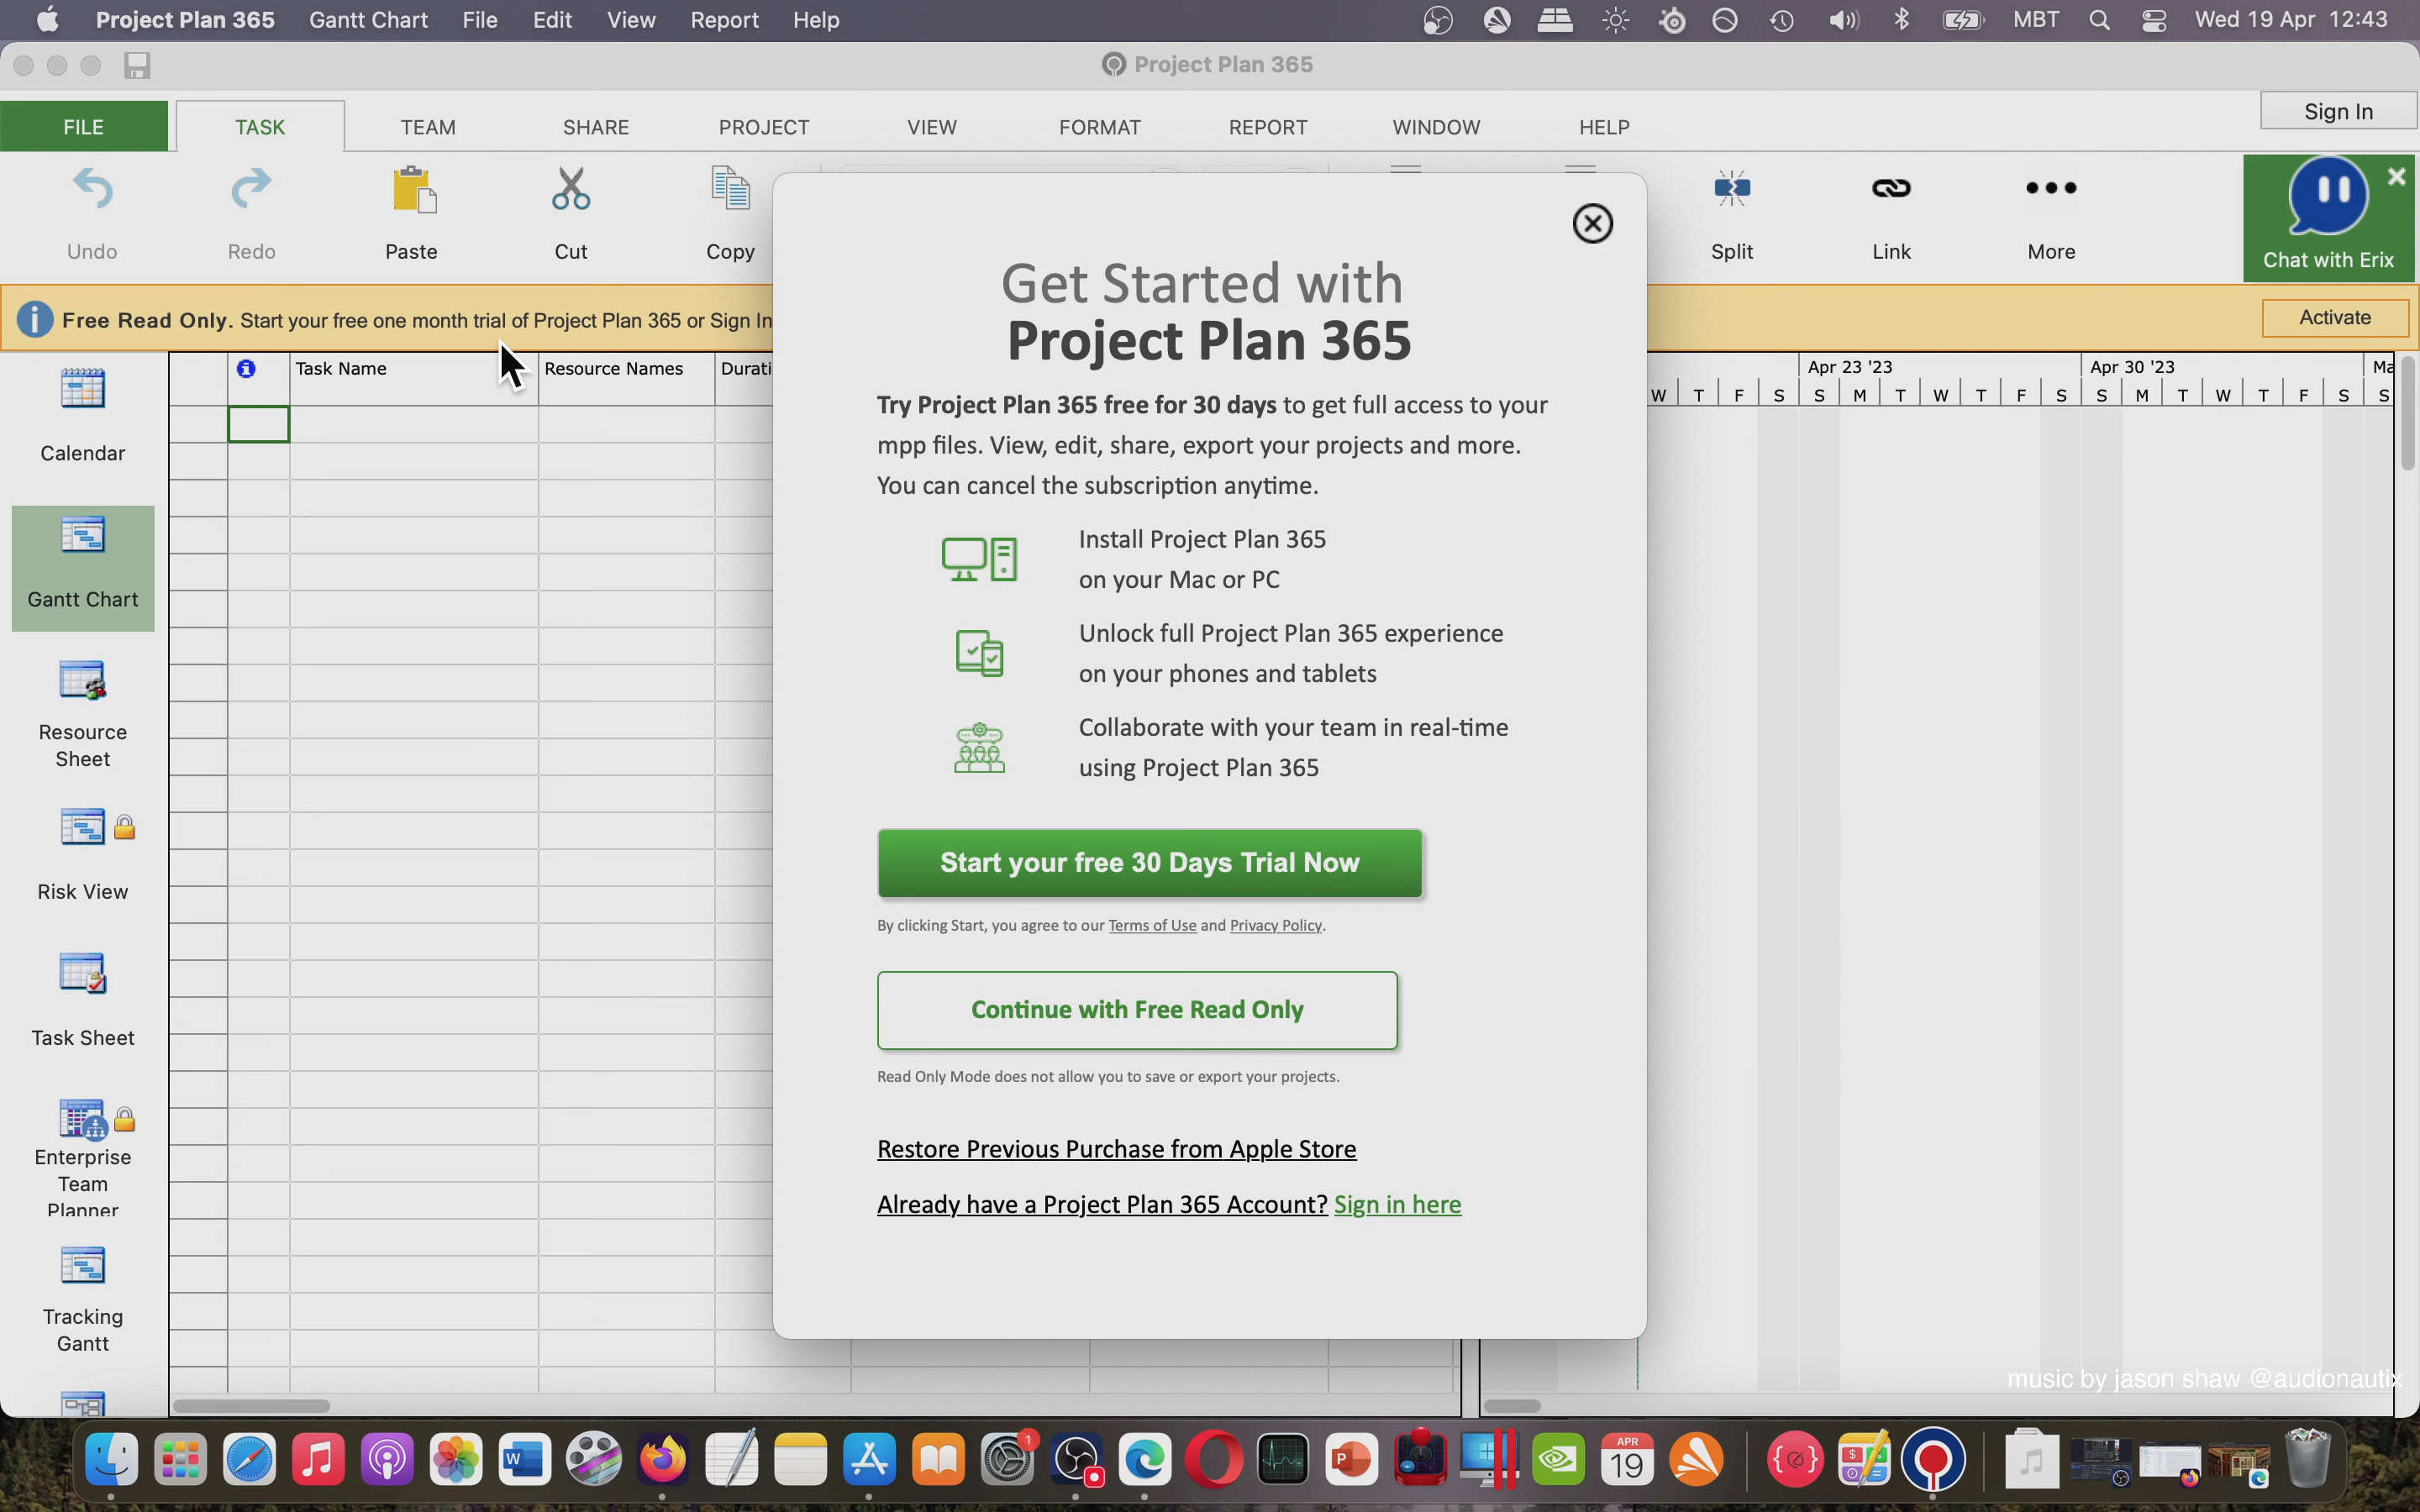 Project Plan 365 Gantt Chart File Edit View Report Help MBT Wed 19 Apr 12:43
Project Plan 365
Sign In
FILE TASK TEAM SHARE PROJECT VIEW FORMAT REPORT WINDOW HELP
Undo Redo Paste Cut Copy Split Link More Chat with Erix
Free Read Only. Start your free one month trial of Project Plan 365 or Sign In
Activate
Task Name Resource Names Durati
Apr 23 '23 Apr 30 '23 Ma
W T F S S M T W T F S S M T W T F S S
Calendar
Gantt Chart
Resource
Sheet
Risk View
Task Sheet
Enterprise
Team
Planner
Tracking
Gantt
Get Started with
Project Plan 365
Try Project Plan 365 free for 30 days to get full access to your
mpp files. View, edit, share, export your projects and more.
You can cancel the subscription anytime.
Install Project Plan 365
on your Mac or PC
Unlock full Project Plan 365 experience
on your phones and tablets
Collaborate with your team in real-time
using Project Plan 365
Start your free 30 Days Trial Now
By clicking Start, you agree to our Terms of Use and Privacy Policy.
Continue with Free Read Only
Read Only Mode does not allow you to save or export your projects.
Restore Previous Purchase from Apple Store
Already have a Project Plan 365 Account? Sign in here
music by jason shaw @audionautix
1
APR
19